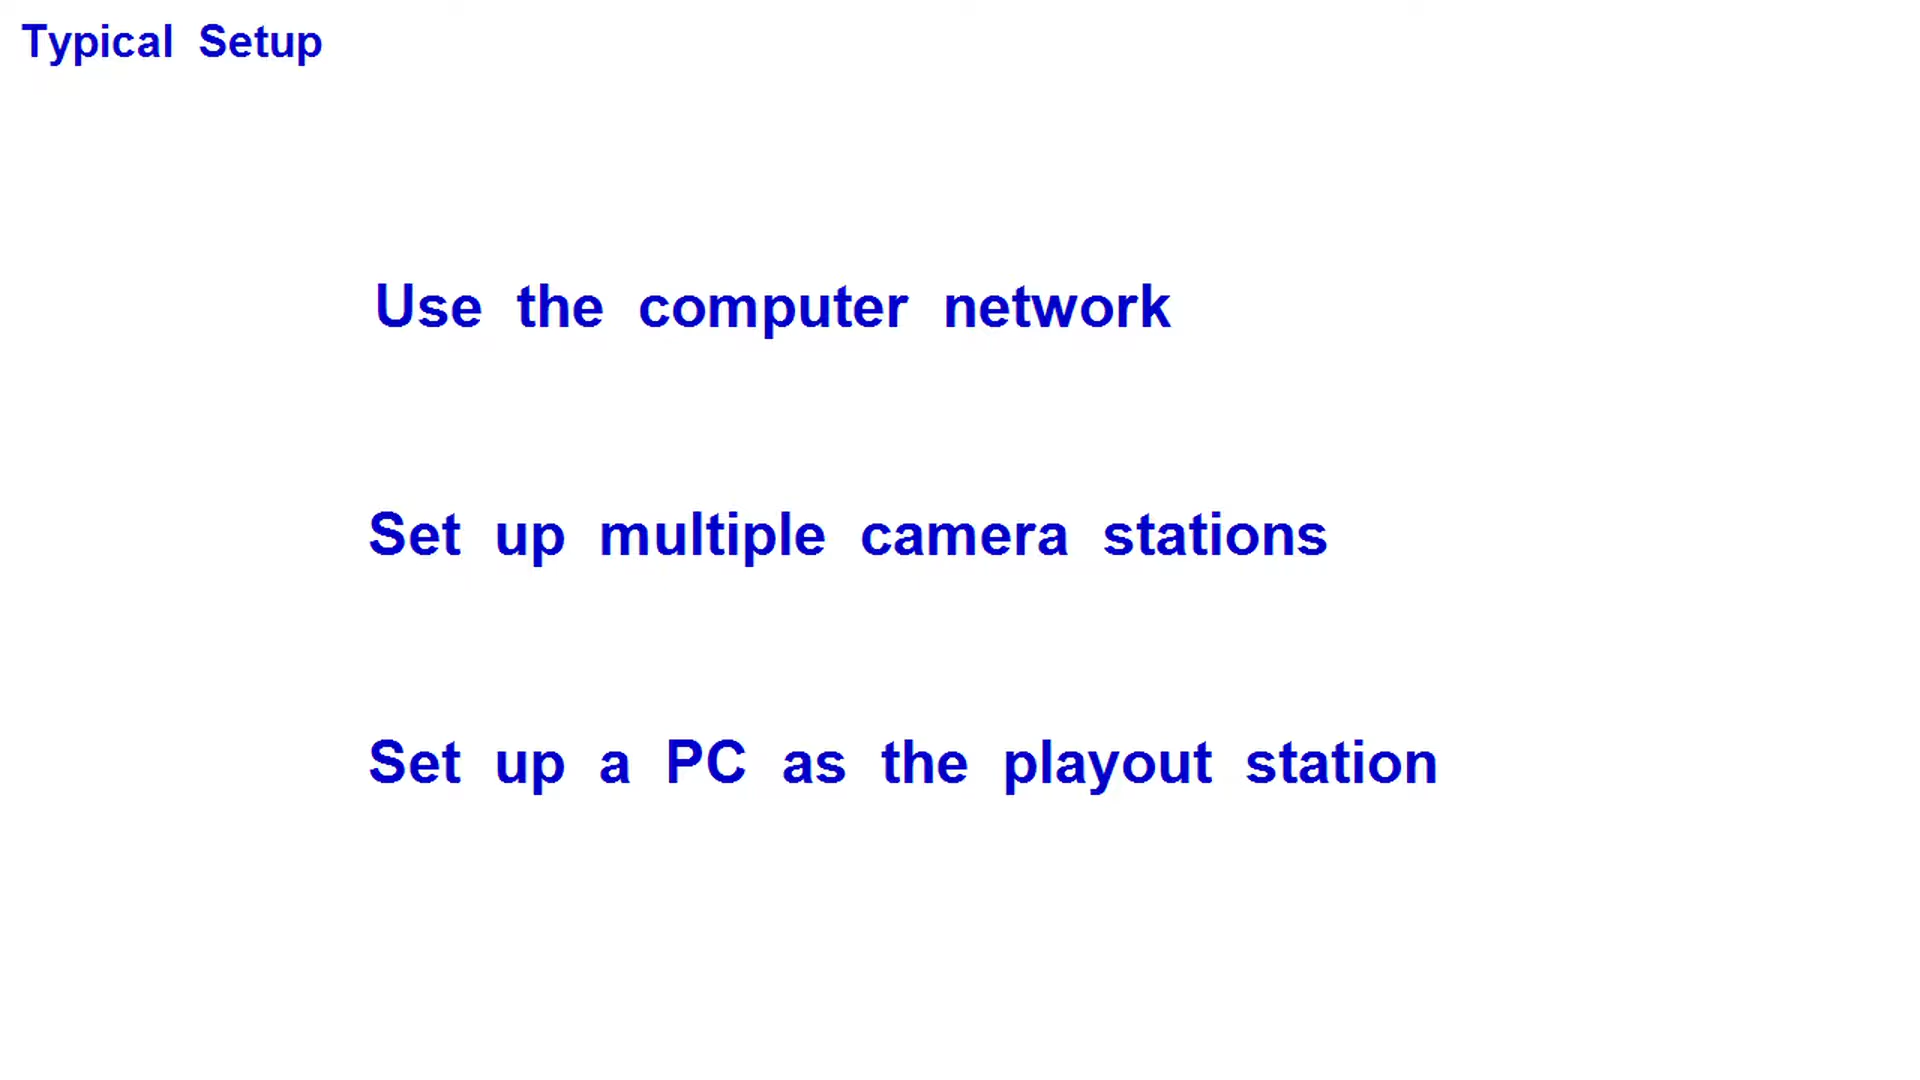 Typical Setup
Use the computer network
Set up multiple camera stations
Set up a PC as the playout station